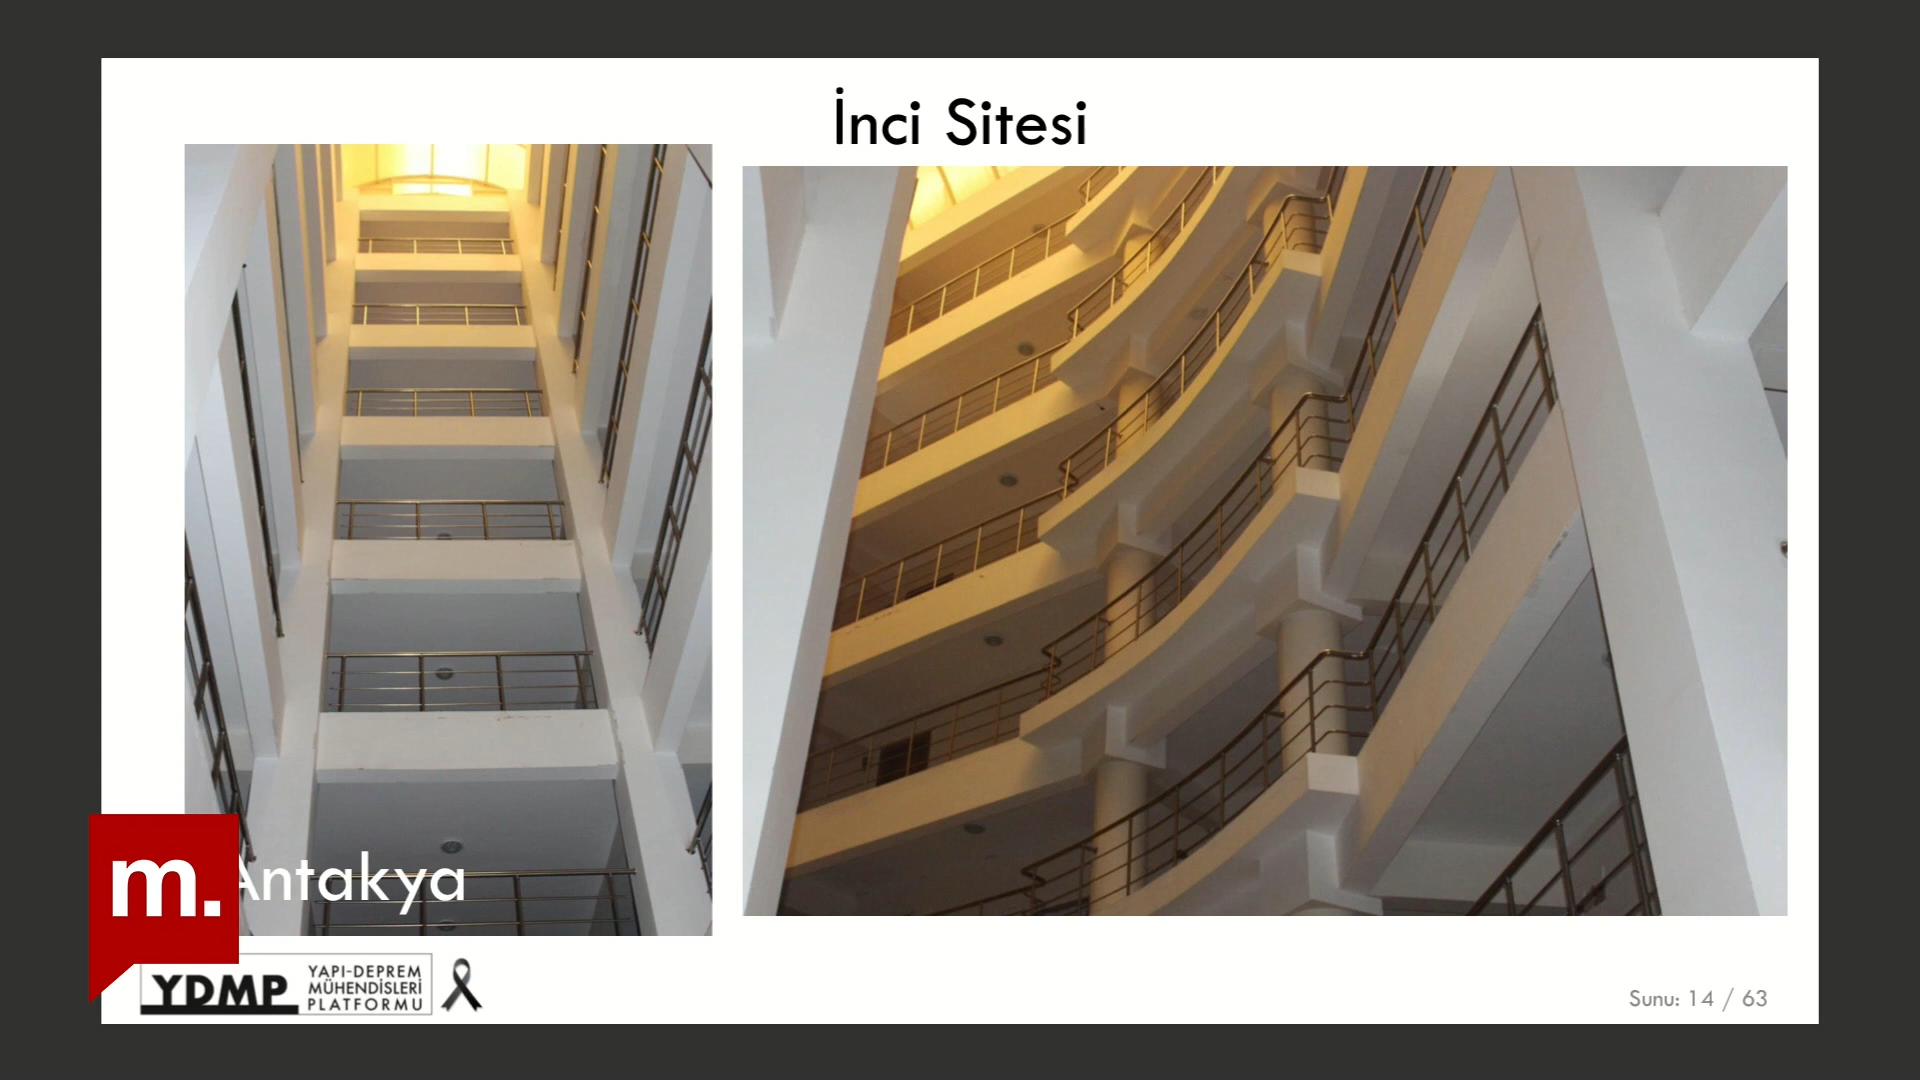 İnci Sitesi
m.
Antakya
YDMP
YAPI-DEPREM
MÜHENDİSLERİ
PLATFORMU
Sunu: 14 / 63